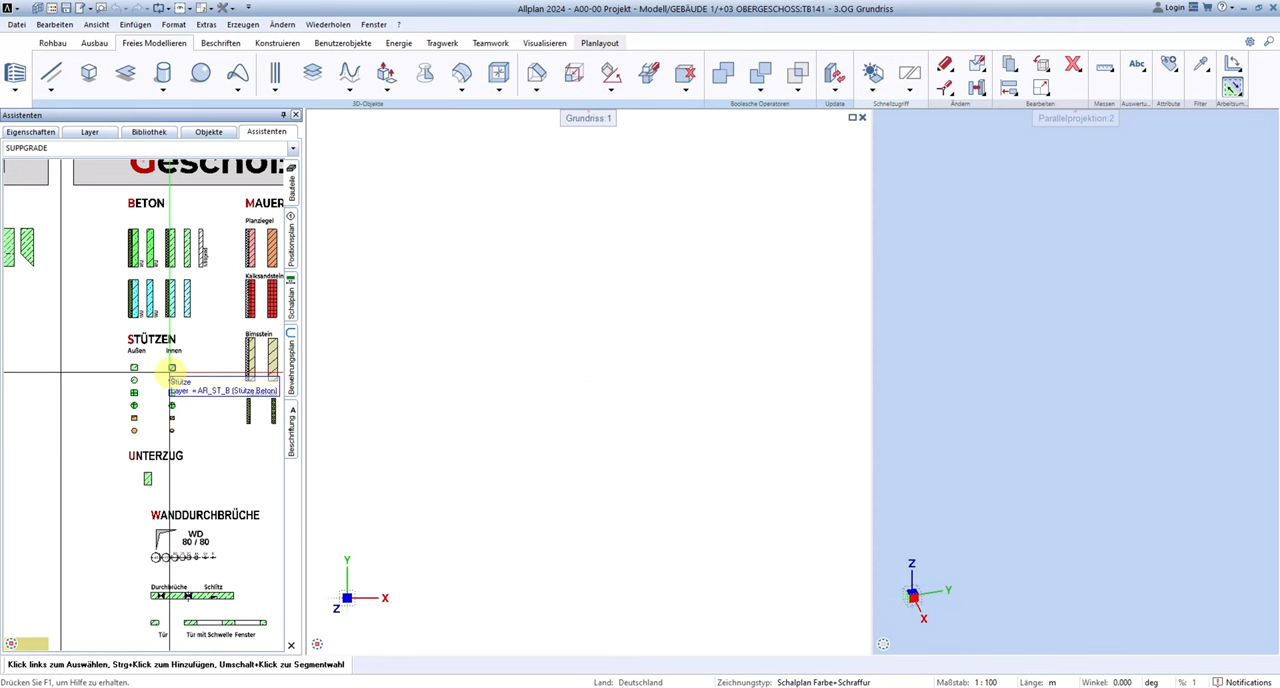 Allplan 2024 - A00-00 Projekt - Modell/GEBÄUDE 1/+03 OBERGESCHOSS:TB141 - 3.OG Grundriss
Login
Datei Bearbeiten Ansicht Einfügen Format Extras Erzeugen Ändern Wiederholen Fenster ?
Rohbau Ausbau Freies Modellieren Beschriften Konstruieren Benutzerobjekte Energie Tragwerk Teamwork Visualisieren Planlayout
Abc
3D-Objekte Boolesche Operatoren Update Schnellzugriff Ändern Bearbeiten Messen Auswertu... Attribute Filter Arbeitsum...
Assistenten
Eigenschaften Layer Bibliothek Objekte Assistenten
SUPPGRADE
Grundriss:1
Parallelprojektion:2
Bauteile
Positionsplan
Schalplan
Bewehrungsplan
Beschriftung
BETON MAUER
Planziegel
Kalksandstein
STÜTZEN
Außen Innen
Bimsstein
Stütze
Layer = AR_ST_B (Stütze Beton)
UNTERZUG
WANDDURCHBRÜCHE
WD
80 / 80
Durchbrüche Schlitz
Tür Tür mit Schwelle Fenster
Y
Z X
Z
Y
X
Klick links zum Auswählen, Strg+Klick zum Hinzufügen, Umschalt+Klick zur Segmentwahl
Drücken Sie F1, um Hilfe zu erhalten. Land: Deutschland Zeichnungstyp: Schalplan Farbe+Schraffur Maßstab: 1 : 100 Länge: m Winkel: 0.000 deg %: 1 Notifications